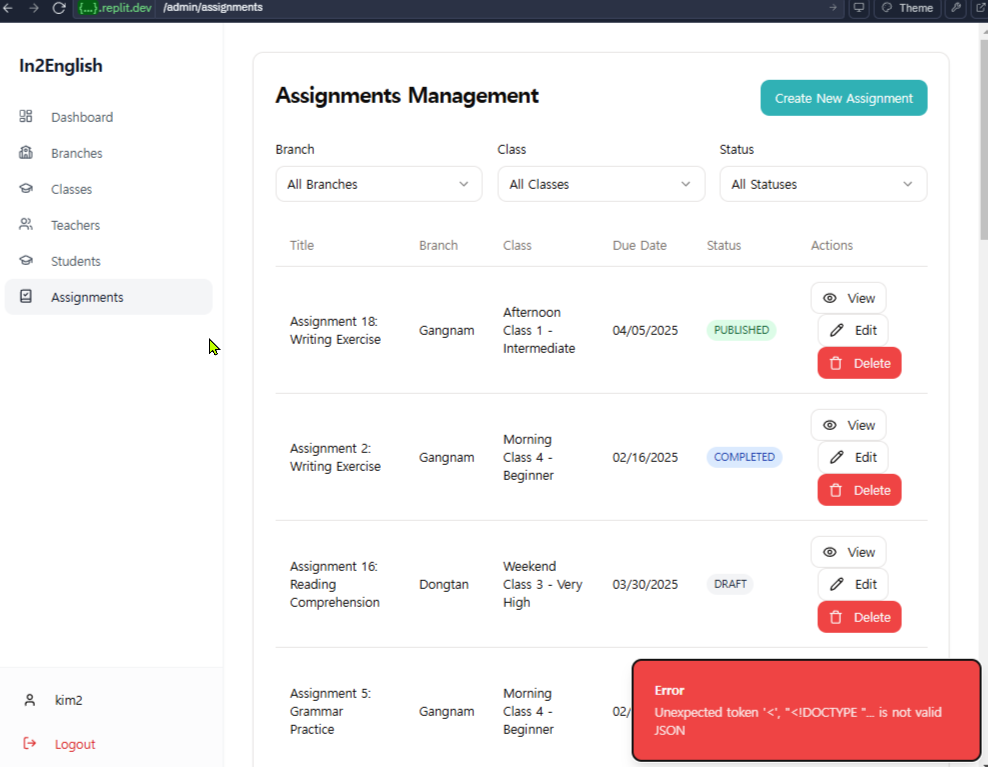 {...}.replit.dev /admin/assignments
Theme
In2English
Dashboard
Branches
Classes
Teachers
Students
Assignments
kim2
Logout
Assignments Management
Create New Assignment
Branch Class Status
All Branches All Classes All Statuses
Title Branch Class Due Date Status Actions
Assignment 18:
Writing Exercise
Gangnam
Afternoon
Class 1 -
Intermediate
04/05/2025
PUBLISHED
View
Edit
Delete
Assignment 2:
Writing Exercise
Gangnam
Morning
Class 4 -
Beginner
02/16/2025
COMPLETED
View
Edit
Delete
Assignment 16:
Reading
Comprehension
Dongtan
Weekend
Class 3 - Very
High
03/30/2025
DRAFT
View
Edit
Delete
Assignment 5:
Grammar
Practice
Gangnam
Morning
Class 4 -
Beginner
02/
Error
Unexpected token '<', "<!DOCTYPE "... is not valid
JSON